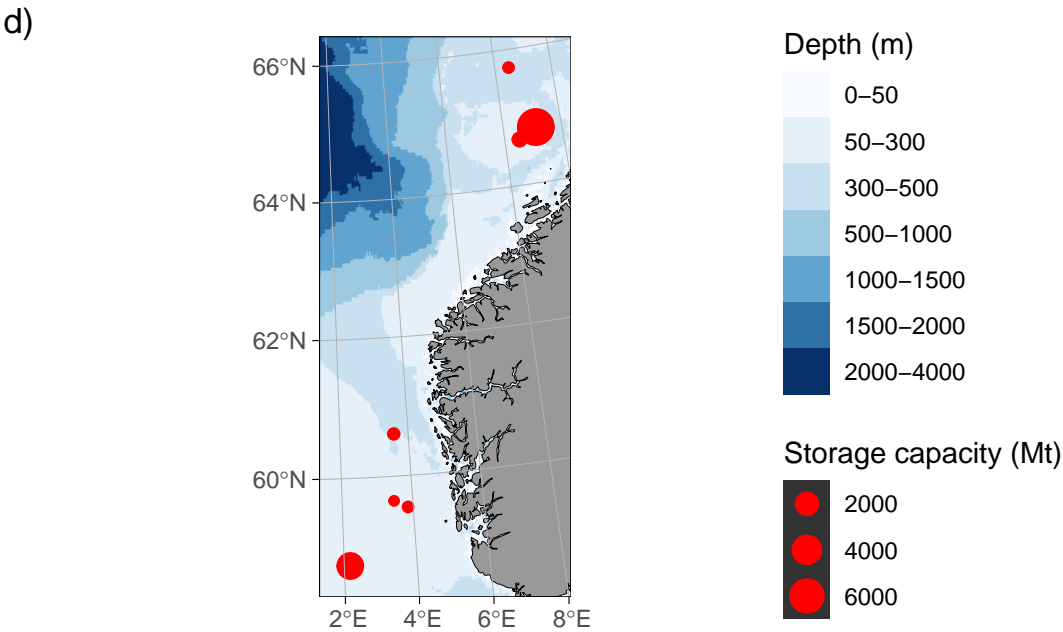 d)
66°N
64°N
62°N
60°N
2°E 4°E 6°E 8°E
Depth (m)
0–50
50–300
300–500
500–1000
1000–1500
1500–2000
2000–4000
Storage capacity (Mt)
2000
4000
6000